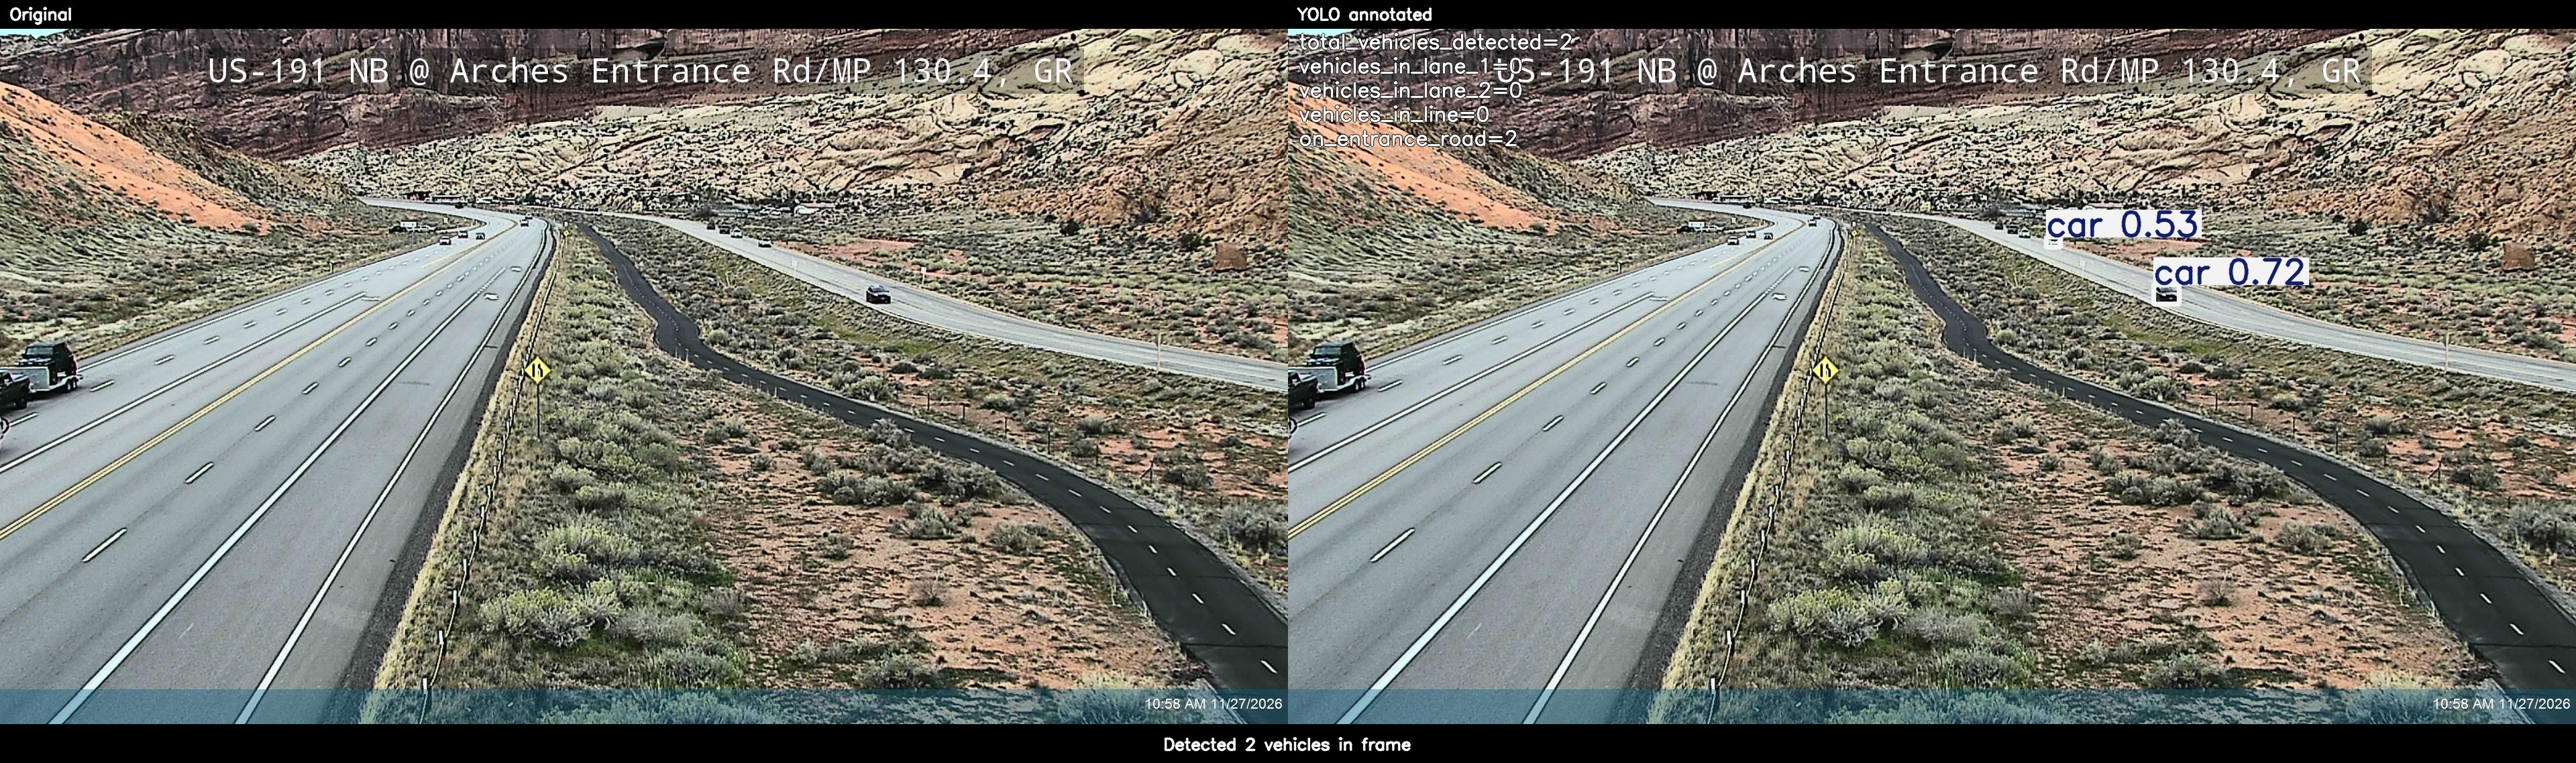 Original
US-191 NB @ Arches Entrance Rd/MP 130.4, GR
10:58 AM 11/27/2026
YOLO annotated
total_vehicles_detected=2
vehicles_in_lane_1=0
US-191 NB @ Arches Entrance Rd/MP 130.4, GR
vehicles_in_lane_2=0
vehicles_in_line=0
on_entrance_road=2
car 0.53
car 0.72
10:58 AM 11/27/2026
Detected 2 vehicles in frame